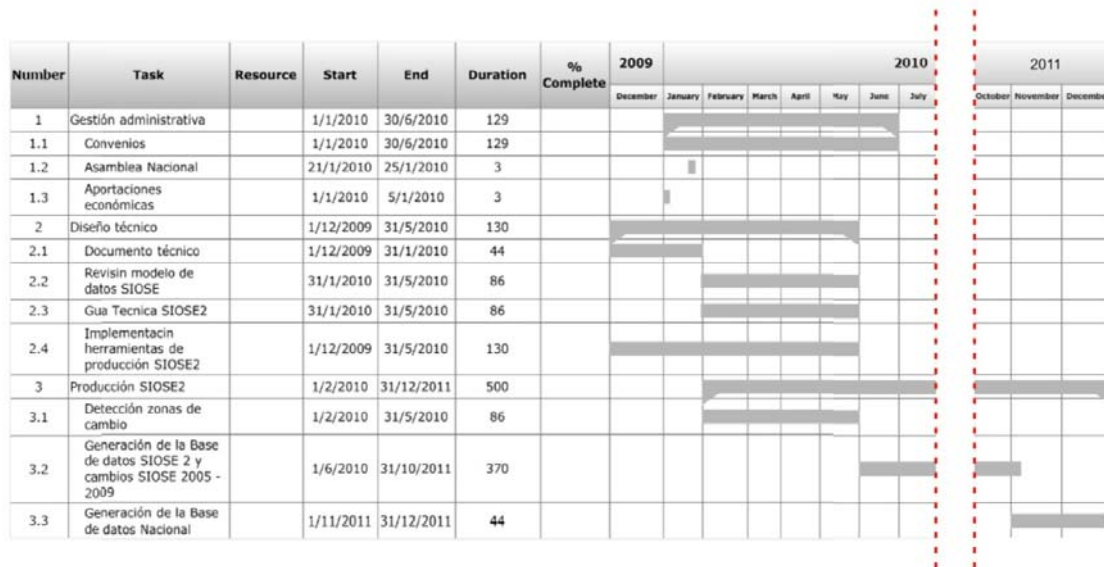 Number Task Resource Start End Duration % Complete 2009 2010 2011
December January February March April May June July October November December
1 Gestión administrativa 1/1/2010 30/6/2010 129
1.1 Convenios 1/1/2010 30/6/2010 129
1.2 Asamblea Nacional 21/1/2010 25/1/2010 3
1.3 Aportaciones
económicas 1/1/2010 5/1/2010 3
2 Diseño técnico 1/12/2009 31/5/2010 130
2.1 Documento técnico 1/12/2009 31/1/2010 44
2.2 Revisin modelo de
datos SIOSE 31/1/2010 31/5/2010 86
2.3 Gua Tecnica SIOSE2 31/1/2010 31/5/2010 86
2.4 Implementacin
herramientas de
producción SIOSE2 1/12/2009 31/5/2010 130
3 Producción SIOSE2 1/2/2010 31/12/2011 500
3.1 Detección zonas de
cambio 1/2/2010 31/5/2010 86
3.2 Generación de la Base
de datos SIOSE 2 y
cambios SIOSE 2005 -
2009 1/6/2010 31/10/2011 370
3.3 Generación de la Base
de datos Nacional 1/11/2011 31/12/2011 44